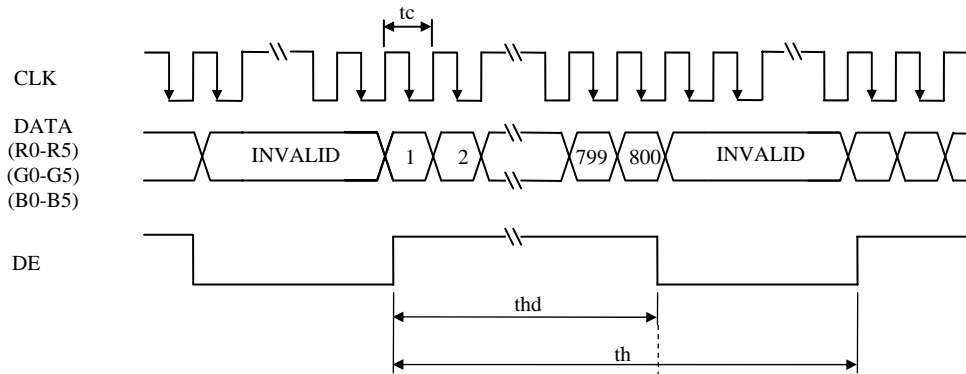 tc
CLK
DATA
(R0-R5)
(G0-G5)
(B0-B5)
INVALID 1 2 799 800 INVALID
DE
thd
th